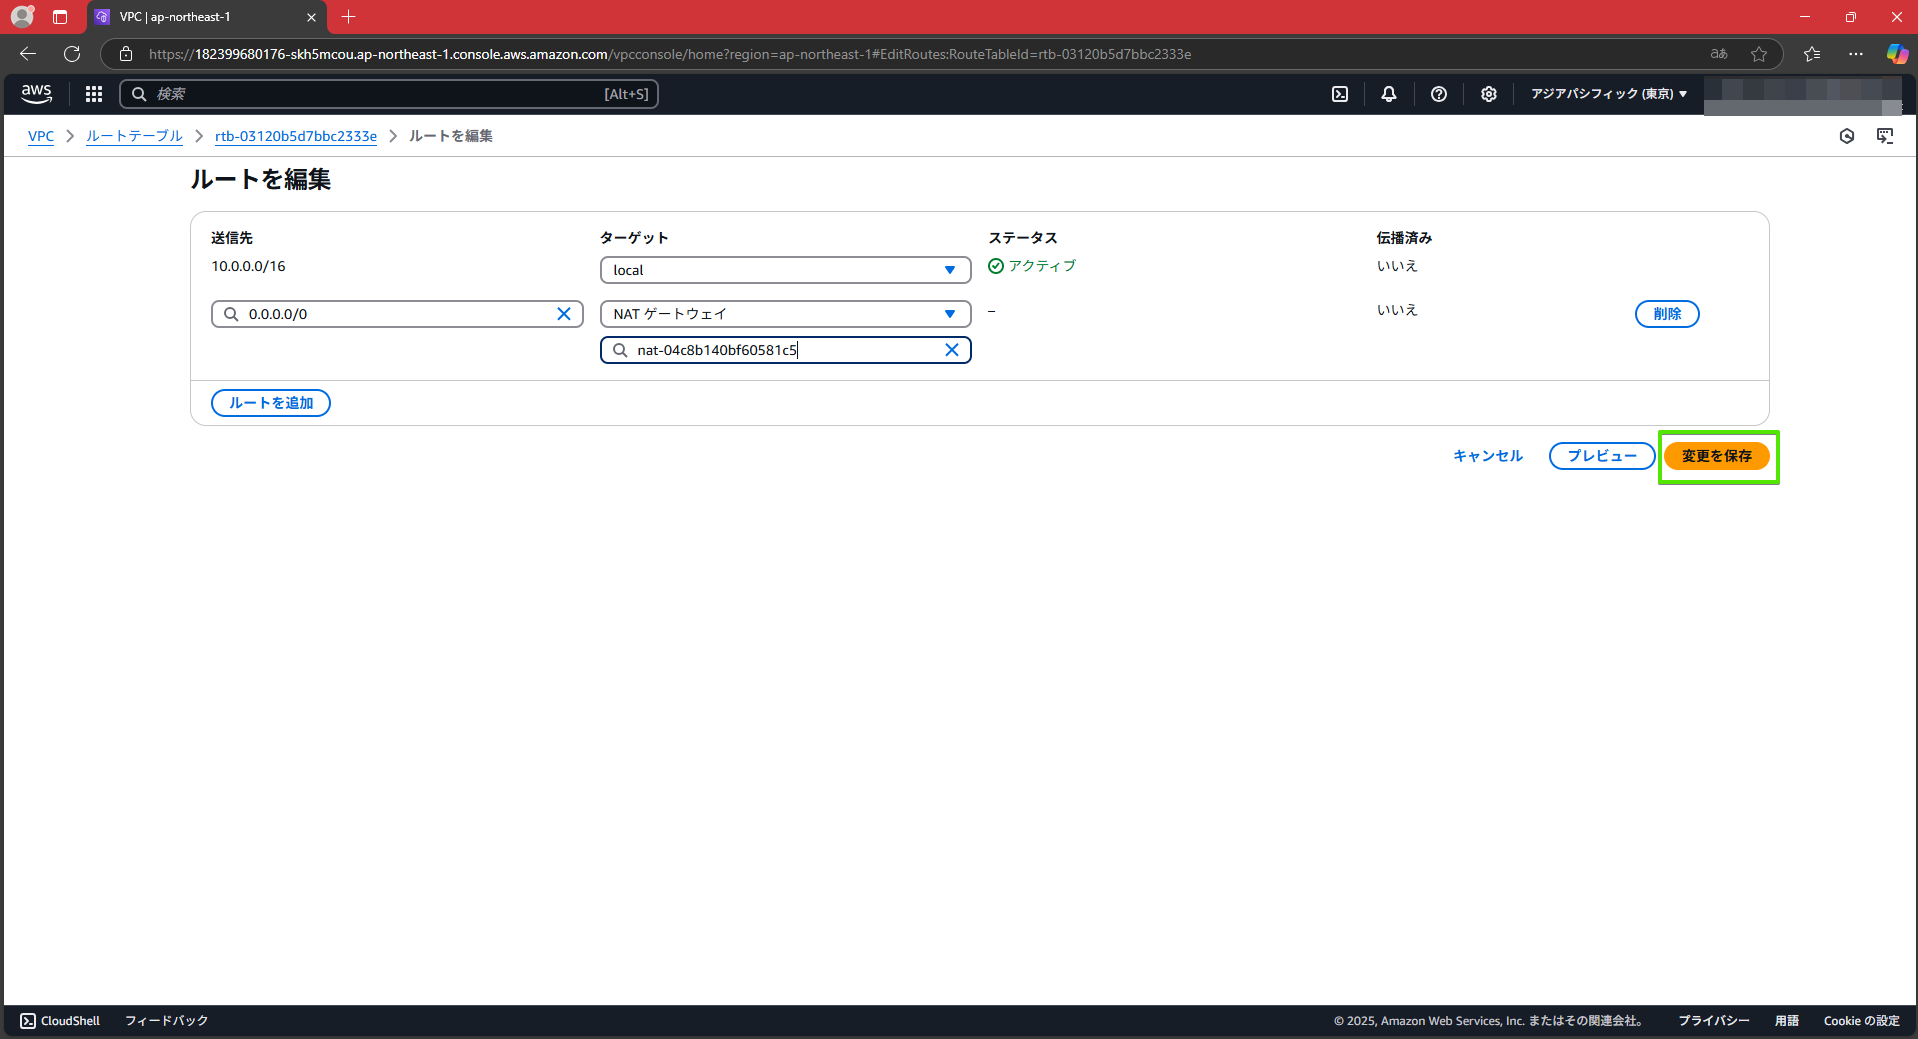 VPC | ap-northeast-1
https://182399680176-skh5mcou.ap-northeast-1.console.aws.amazon.com/vpcconsole/home?region=ap-northeast-1#EditRoutes:RouteTableId=rtb-03120b5d7bbc2333e
aあ
aws
検索
[Alt+S]
アジアパシフィック (東京)
VPC
ルートテーブル
rtb-03120b5d7bbc2333e
ルートを編集
ルートを編集
送信先
ターゲット
ステータス
伝播済み
10.0.0.0/16
local
アクティブ
いいえ
0.0.0.0/0
NAT ゲートウェイ
–
いいえ
削除
nat-04c8b140bf60581c5
ルートを追加
キャンセル
プレビュー
変更を保存
CloudShell
フィードバック
© 2025, Amazon Web Services, Inc. またはその関連会社。
プライバシー
用語
Cookie の設定